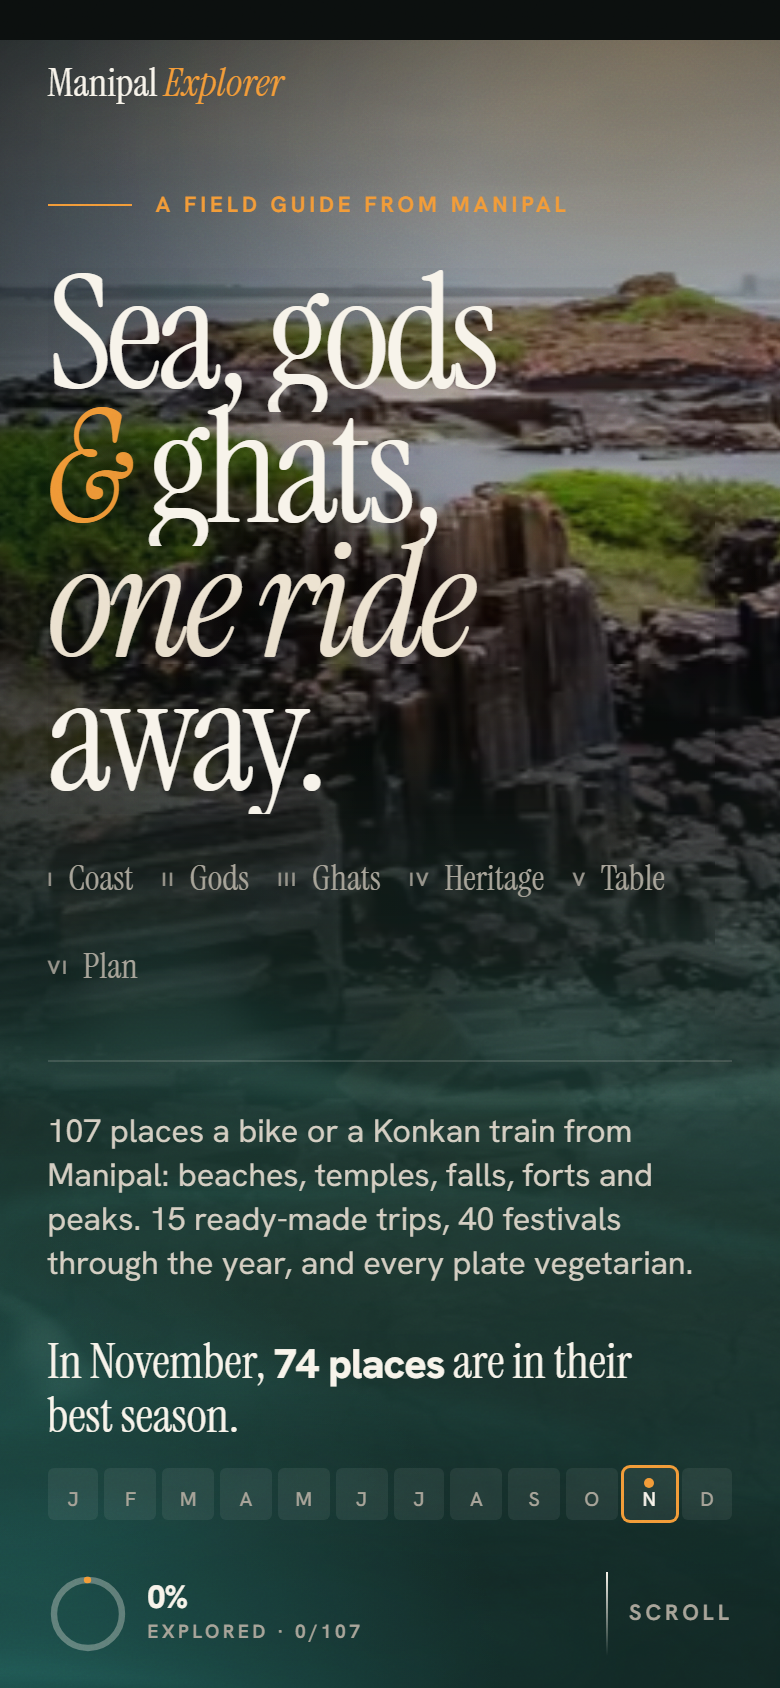 Manipal Explorer
A FIELD GUIDE FROM MANIPAL
Sea, gods
& ghats,
one ride
away.
I Coast II Gods III Ghats IV Heritage V Table
VI Plan
107 places a bike or a Konkan train from
Manipal: beaches, temples, falls, forts and
peaks. 15 ready-made trips, 40 festivals
through the year, and every plate vegetarian.
In November, 74 places are in their
best season.
J F M A M J J A S O N D
0%
EXPLORED · 0/107
SCROLL